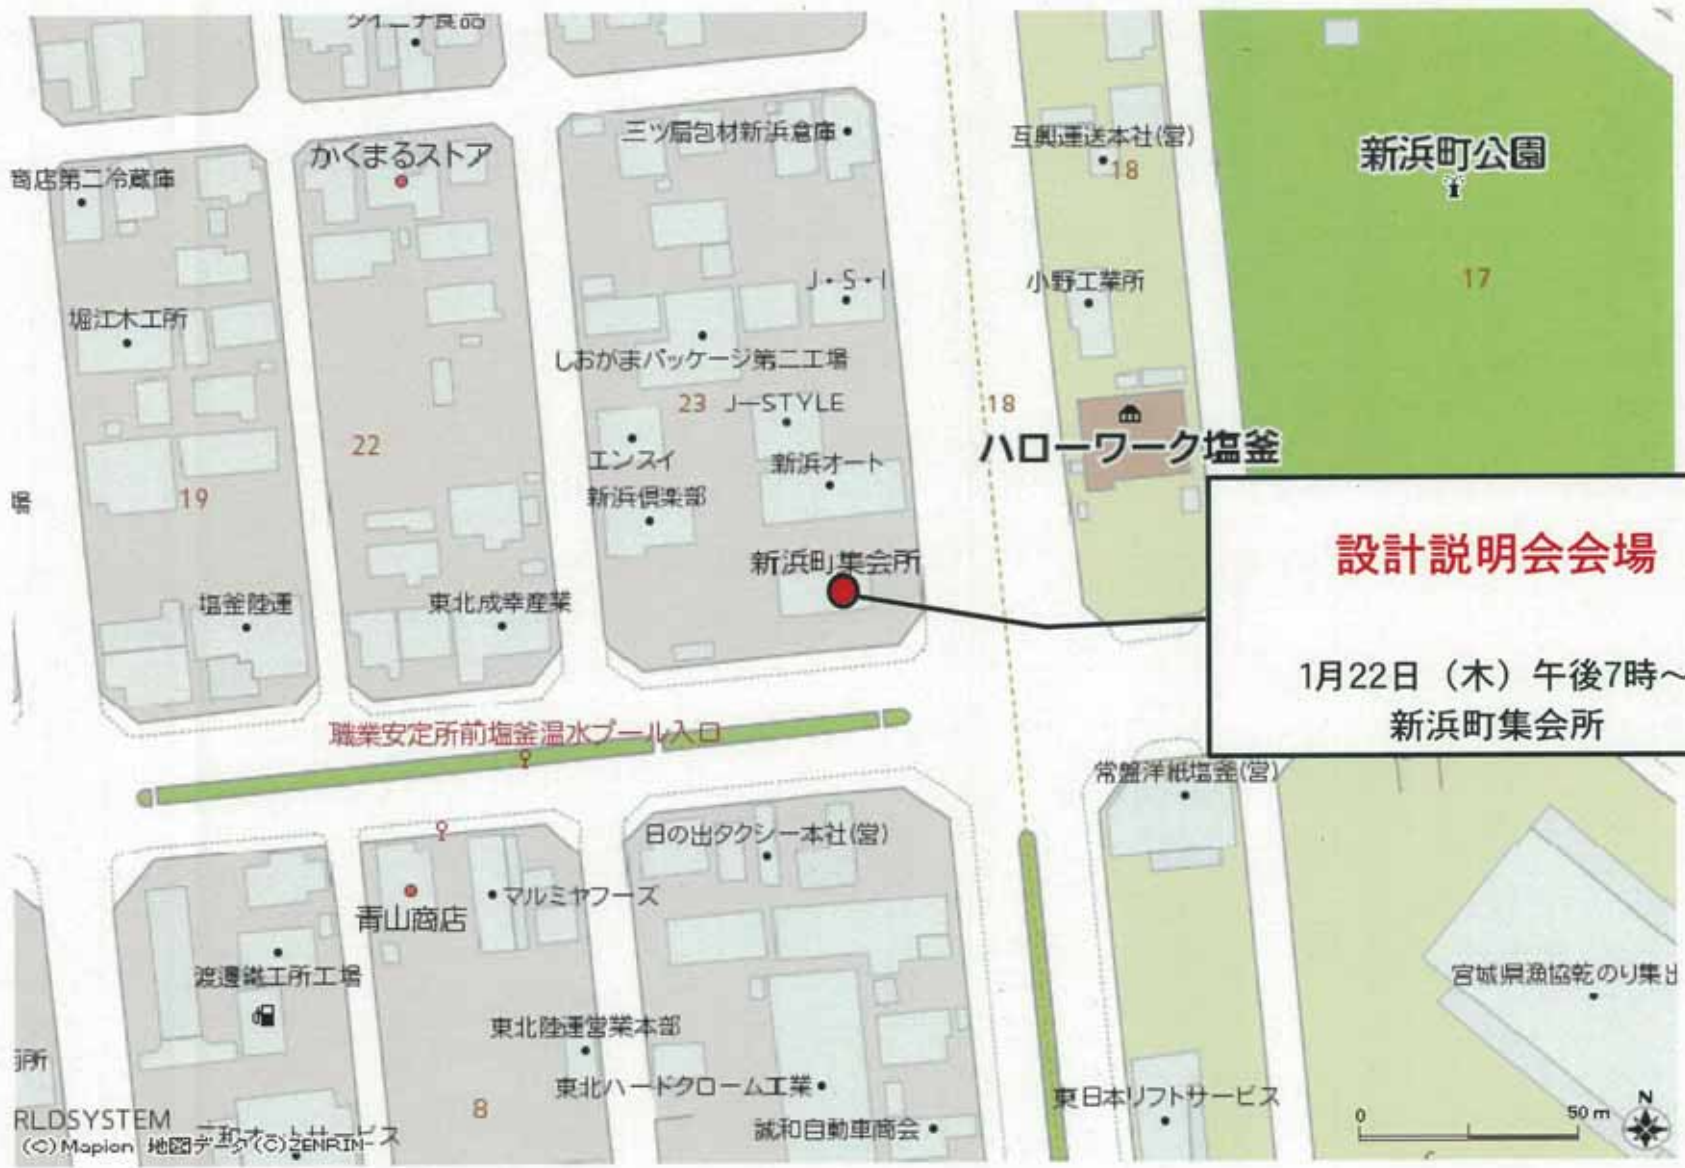 ダイニチ食品
三ツ扇包材新浜倉庫
互興運送本社(営)
18
新浜町公園
かくまるストア
商店第二冷蔵庫
J・S・I
小野工業所
17
堀江木工所
しおがまパッケージ第二工場
23
J-STYLE
18
22
ハローワーク塩釜
エンスイ
新浜オート
19
新浜倶楽部
場
設計説明会会場
新浜町集会所
塩釜陸運
東北成幸産業
1月22日（木）午後7時～
新浜町集会所
職業安定所前塩釜温水プール入口
常盤洋紙塩釜(営)
日の出タクシー本社(営)
マルミヤフーズ
青山商店
渡邊鐵工所工場
宮城県漁協乾のり集出
東北陸運営業本部
所
東北ハードクローム工業
8
東日本リフトサービス
0
50 m
N
RLDSYSTEM
誠和自動車商会
(C)Mapion 地図データ(C)ZENRIN